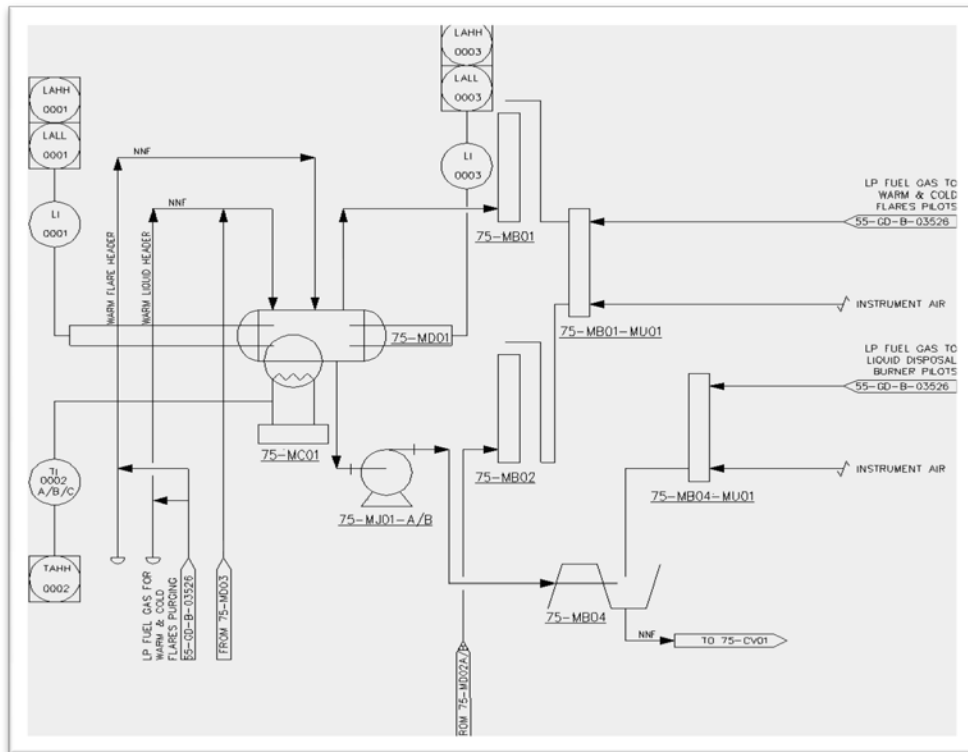 LAHH
0003
LALL
0003
LAHH
0001
LALL
0001
LI
0001
LI
0003
NNF
NNF
WARM FLARE HEADER
WARM LIQUID HEADER
LP FUEL GAS TO
WARM & COLD
FLARES PILOTS
55-GD-B-03526
75-MB01
INSTRUMENT AIR
75-MB01-MU01
75-MD01
LP FUEL GAS TO
LIQUID DISPOSAL
BURNER PILOTS
55-GD-B-03526
75-MC01
75-MB02
INSTRUMENT AIR
75-MB04-MU01
TI
0002
A/B/C
75-MJ01-A/B
TAHH
0002
LP FUEL GAS FOR
WARM & COLD
FLARES PURGING
55-GD-B-03526
FROM 75-MD03
75-MB04
NNF
TO 75-CV01
ROM 75-MD02A/B